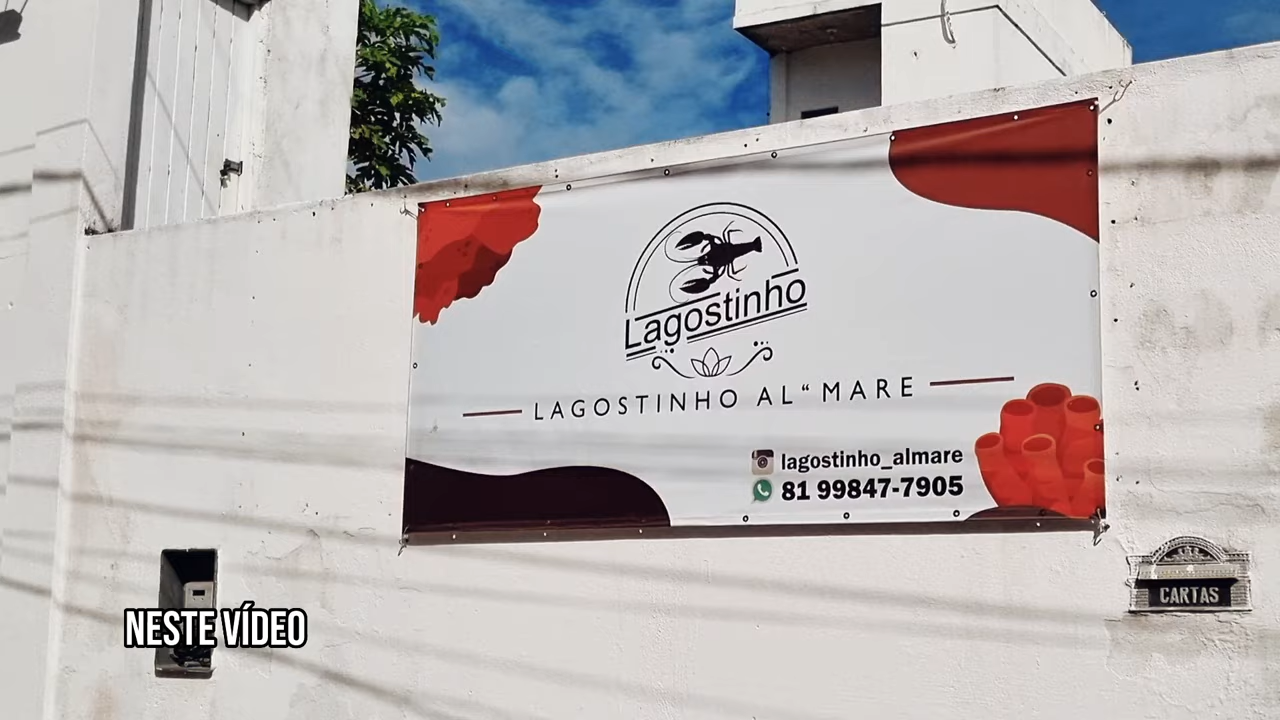 Lagostinho
LAGOSTINHO AL“MARE
lagostinho_almare
81 99847-7905
CARTAS
NESTE VÍDEO